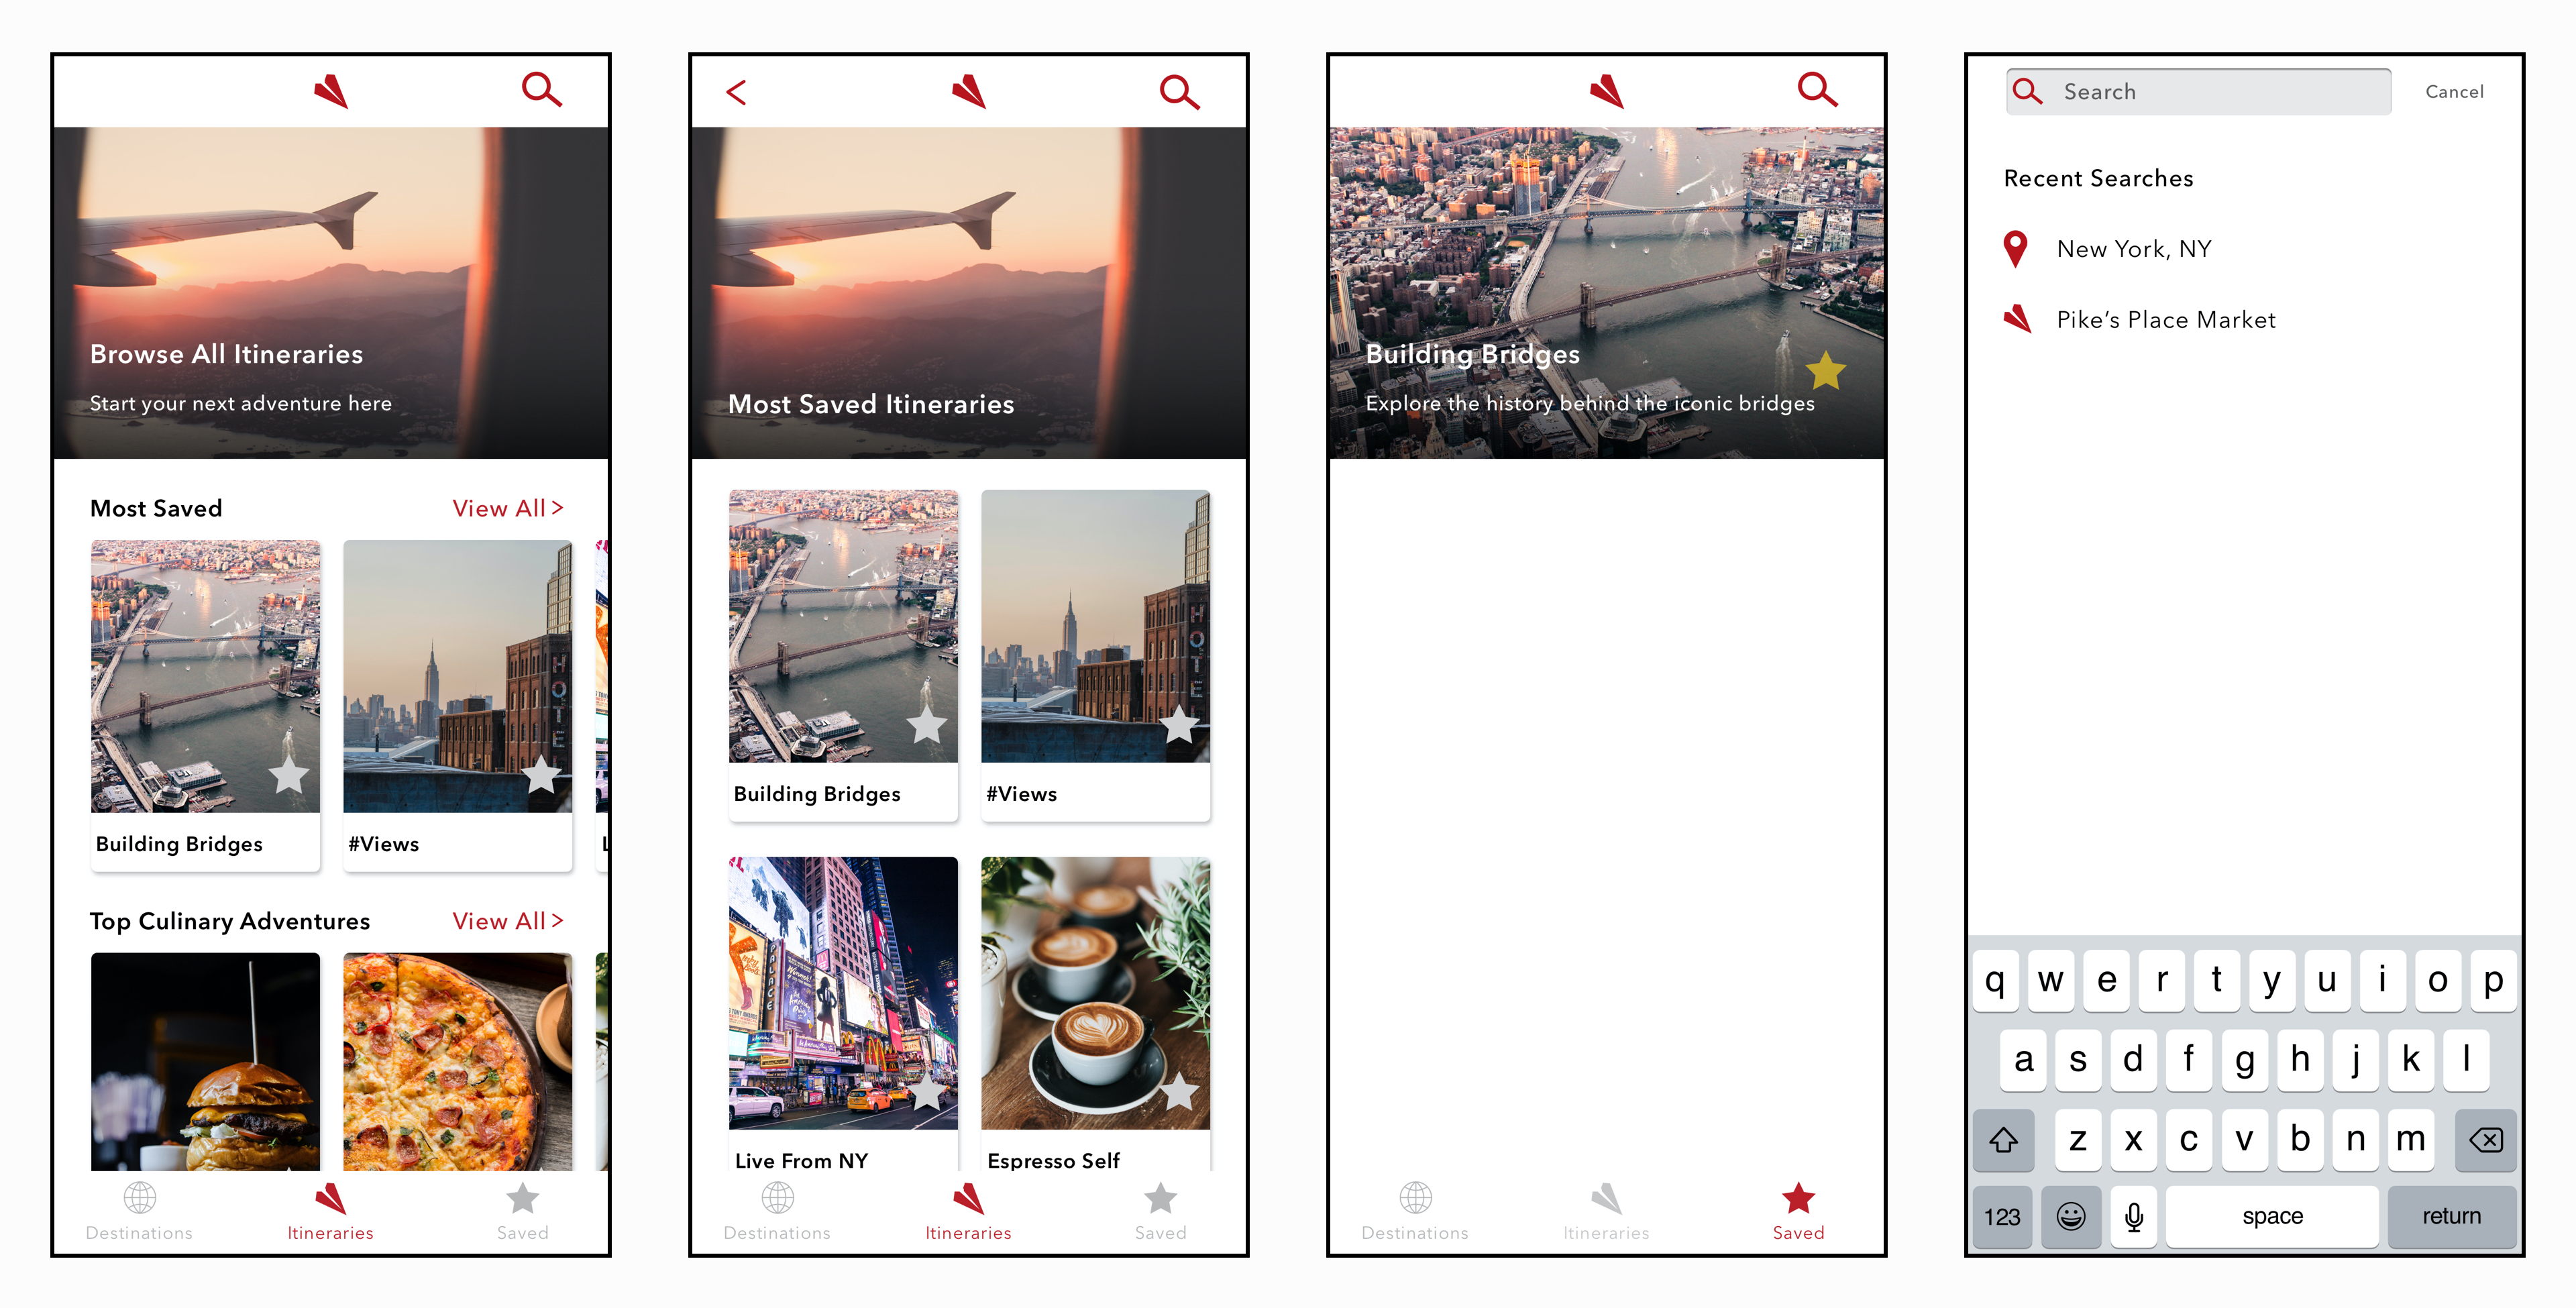 Browse All Itineraries
Start your next adventure here
Most Saved
View All >
HOTEL
Building Bridges
#Views
L
Top Culinary Adventures
View All >
Destinations
Itineraries
Saved
<
Most Saved Itineraries
HOTE
Building Bridges
#Views
PALACE
Live From NY
Espresso Self
Destinations
Itineraries
Saved
Building Bridges
Explore the history behind the iconic bridges
Destinations
Itineraries
Saved
Search
Cancel
Recent Searches
New York, NY
Pike’s Place Market
q w e r t y u i o p
a s d f g h j k l
z x c v b n m
123
space
return